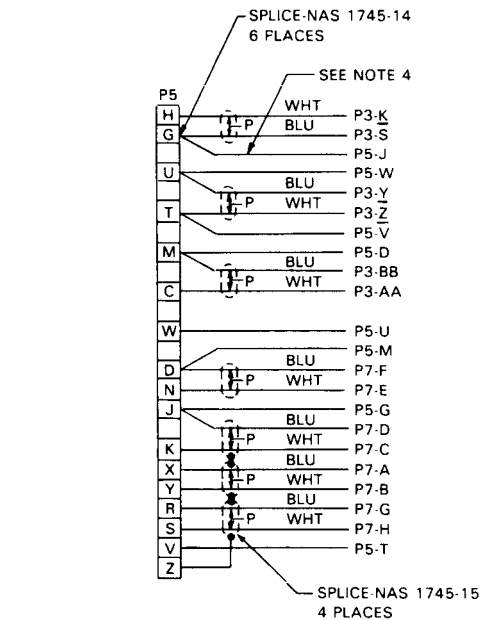 SPLICE-NAS 1745-14
6 PLACES
SEE NOTE 4
P5
H WHT P3-K
P
G BLU P3-S
P5-J
U P5-W
BLU P3-Y
P
T WHT P3-Z
P5-V
M P5-D
BLU P3-BB
P
C WHT P3-AA
W P5-U
P5-M
D BLU P7-F
P
N WHT P7-E
J P5-G
BLU P7-D
P
K WHT P7-C
X BLU P7-A
P
Y WHT P7-B
R BLU P7-G
P
S WHT P7-H
V P5-T
Z
SPLICE-NAS 1745-15
4 PLACES